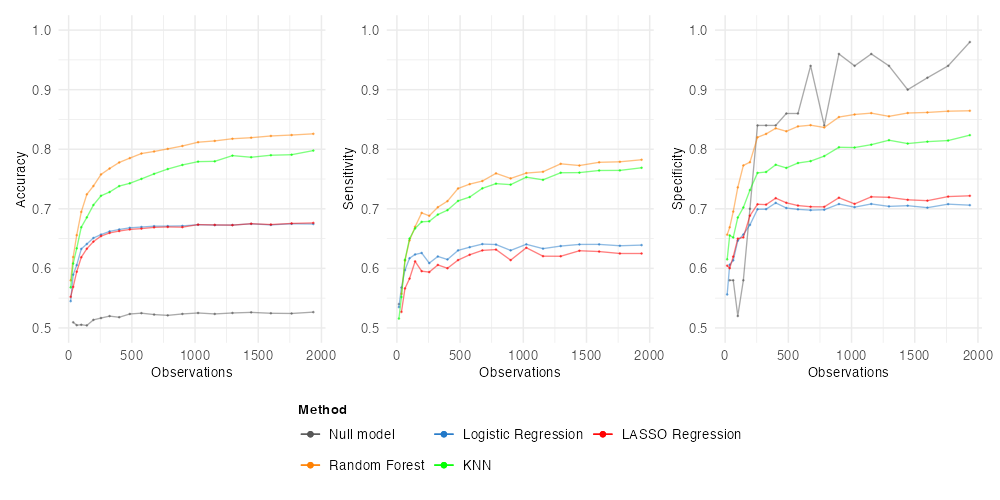 1.0 1.0 1.0
0.9 0.9 0.9
0.8 0.8 0.8
Accuracy Sensitivity Specificity
0.7 0.7 0.7
0.6 0.6 0.6
0.5 0.5 0.5
0 500 1000 1500 2000 0 500 1000 1500 2000 0 500 1000 1500 2000
Observations Observations Observations
Method
Null model Logistic Regression LASSO Regression
Random Forest KNN